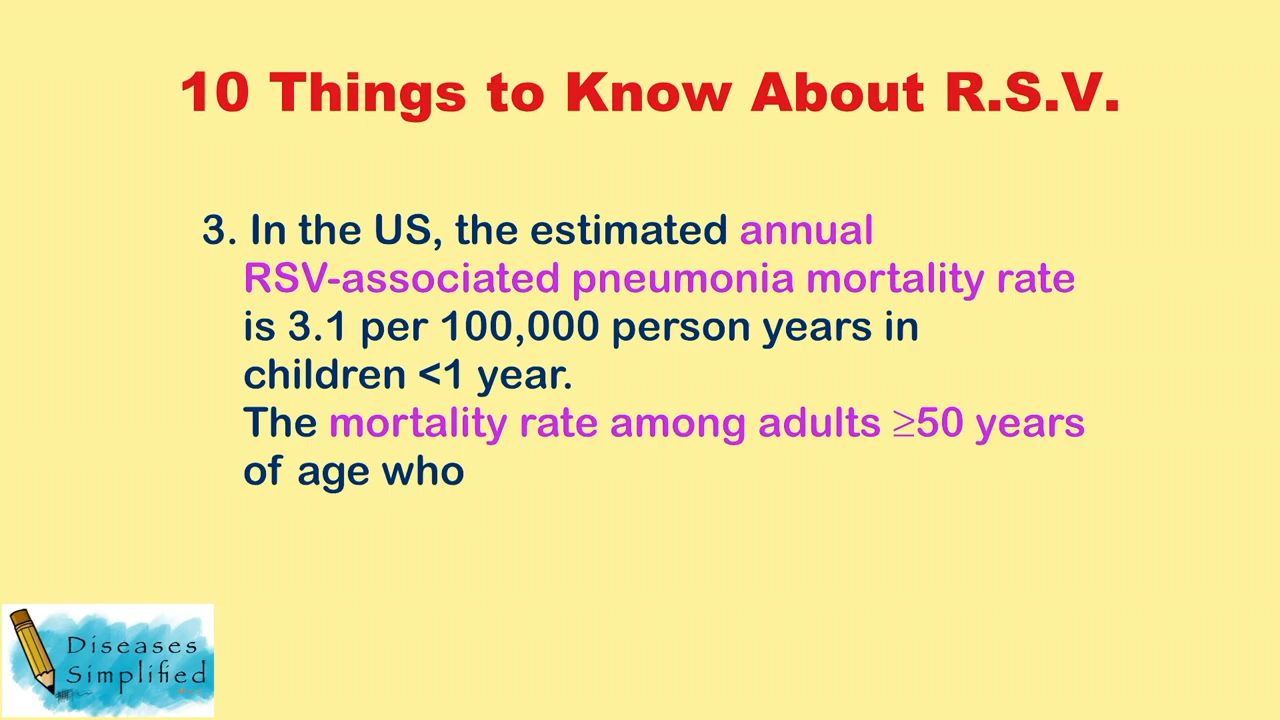 10 Things to Know About R.S.V.
3. In the US, the estimated annual
RSV-associated pneumonia mortality rate
is 3.1 per 100,000 person years in
children <1 year.
The mortality rate among adults ≥50 years
of age who
Diseases
Simplified